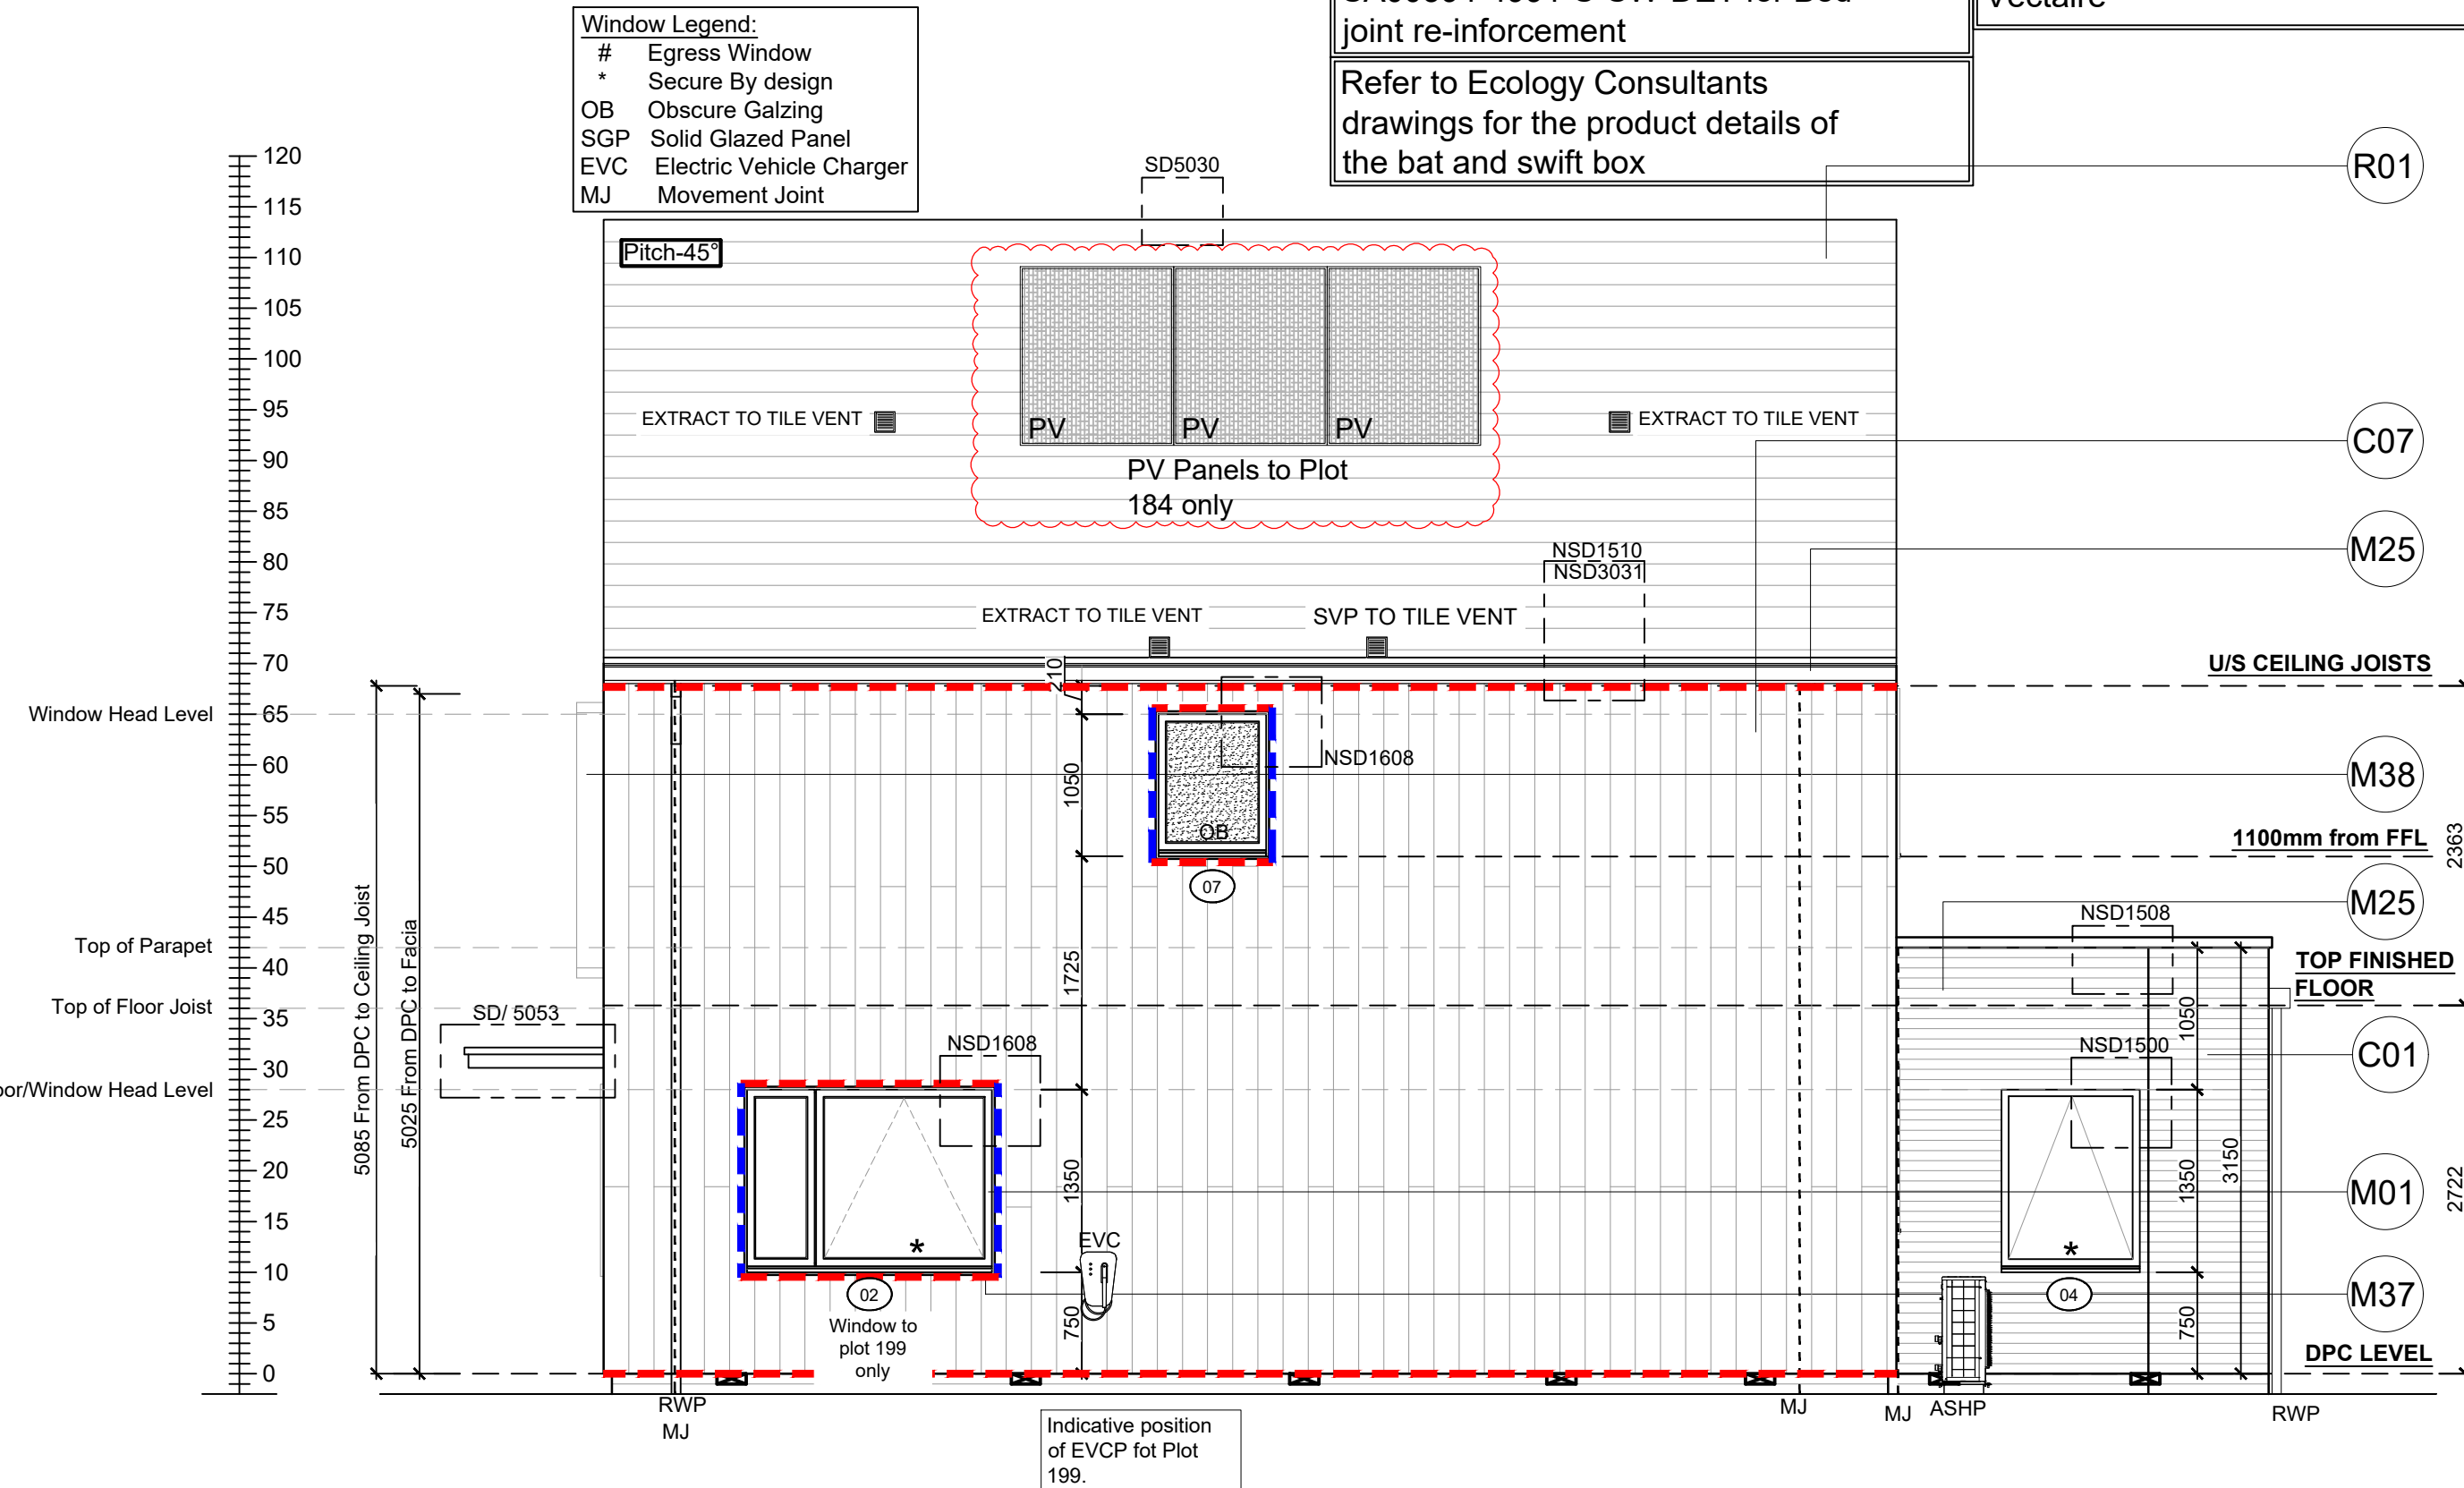 Window Legend:
# Egress Window
* Secure By design
OB Obscure Galzing
SGP Solid Glazed Panel
EVC Electric Vehicle Charger
MJ Movement Joint
joint re-inforcement
Refer to Ecology Consultants
drawings for the product details of
the bat and swift box
R01
C07
M25
M38
M25
C01
M01
M37
120
115
110
105
100
95
90
85
80
75
70
65
60
55
50
45
40
35
30
25
20
15
10
5
0
Window Head Level
Top of Parapet
Top of Floor Joist
oor/Window Head Level
5085 From DPC to Ceiling Joist
5025 From DPC to Facia
SD/ 5053
SD5030
Pitch-45°
PV
PV
PV
PV Panels to Plot
184 only
EXTRACT TO TILE VENT
EXTRACT TO TILE VENT
EXTRACT TO TILE VENT
SVP TO TILE VENT
NSD1510
NSD3031
210
1050
1725
1350
750
OB
07
NSD1608
NSD1608
*
02
Window to
plot 199
only
EVC
U/S CEILING JOISTS
1100mm from FFL
2363
NSD1508
TOP FINISHED
FLOOR
NSD1500
1050
1350
750
3150
2722
*
04
DPC LEVEL
RWP
MJ
MJ
MJ
ASHP
RWP
Indicative position
of EVCP fot Plot
199.